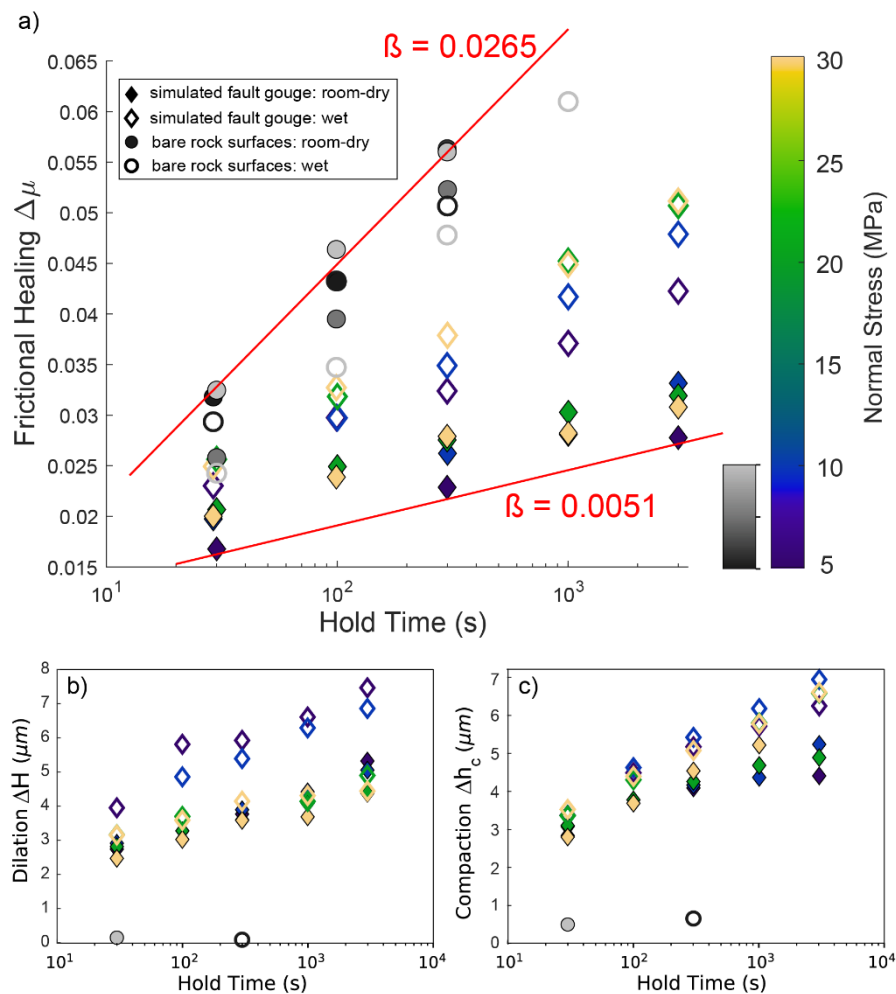 a)
ß = 0.0265
simulated fault gouge: room-dry
simulated fault gouge: wet
bare rock surfaces: room-dry
bare rock surfaces: wet
0.065
0.06
0.055
0.05
0.045
0.04
0.035
0.03
0.025
0.02
0.015
Frictional Healing Δμ
ß = 0.0051
10¹
10²
10³
Hold Time (s)
30
25
20
15
10
5
Normal Stress (MPa)
b)
8
7
6
5
4
3
2
1
0
Dilation ΔH (μm)
10¹
10²
10³
10⁴
Hold Time (s)
c)
7
6
5
4
3
2
1
0
Compaction Δh_c (μm)
10¹
10²
10³
10⁴
Hold Time (s)